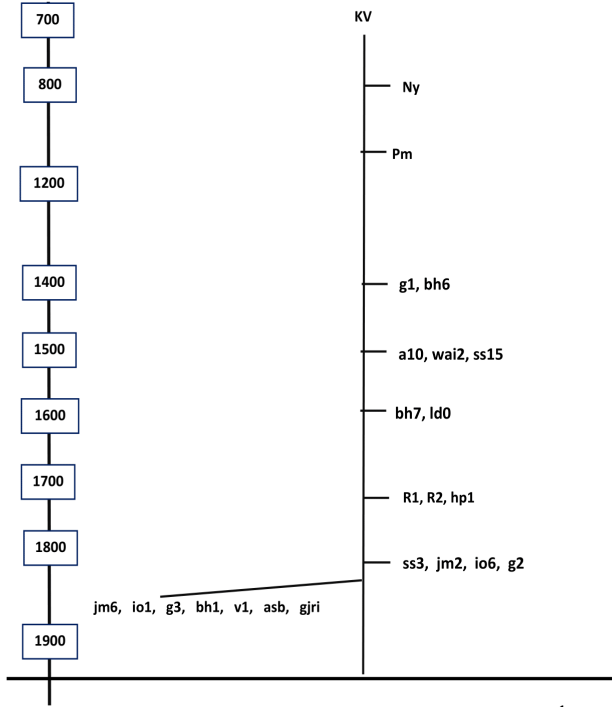 700
KV
800
Ny
Pm
1200
1400
g1, bh6
1500
a10, wai2, ss15
1600
bh7, ld0
1700
R1, R2, hp1
1800
ss3, jm2, io6, g2
jm6, io1, g3, bh1, v1, asb, gjri
1900